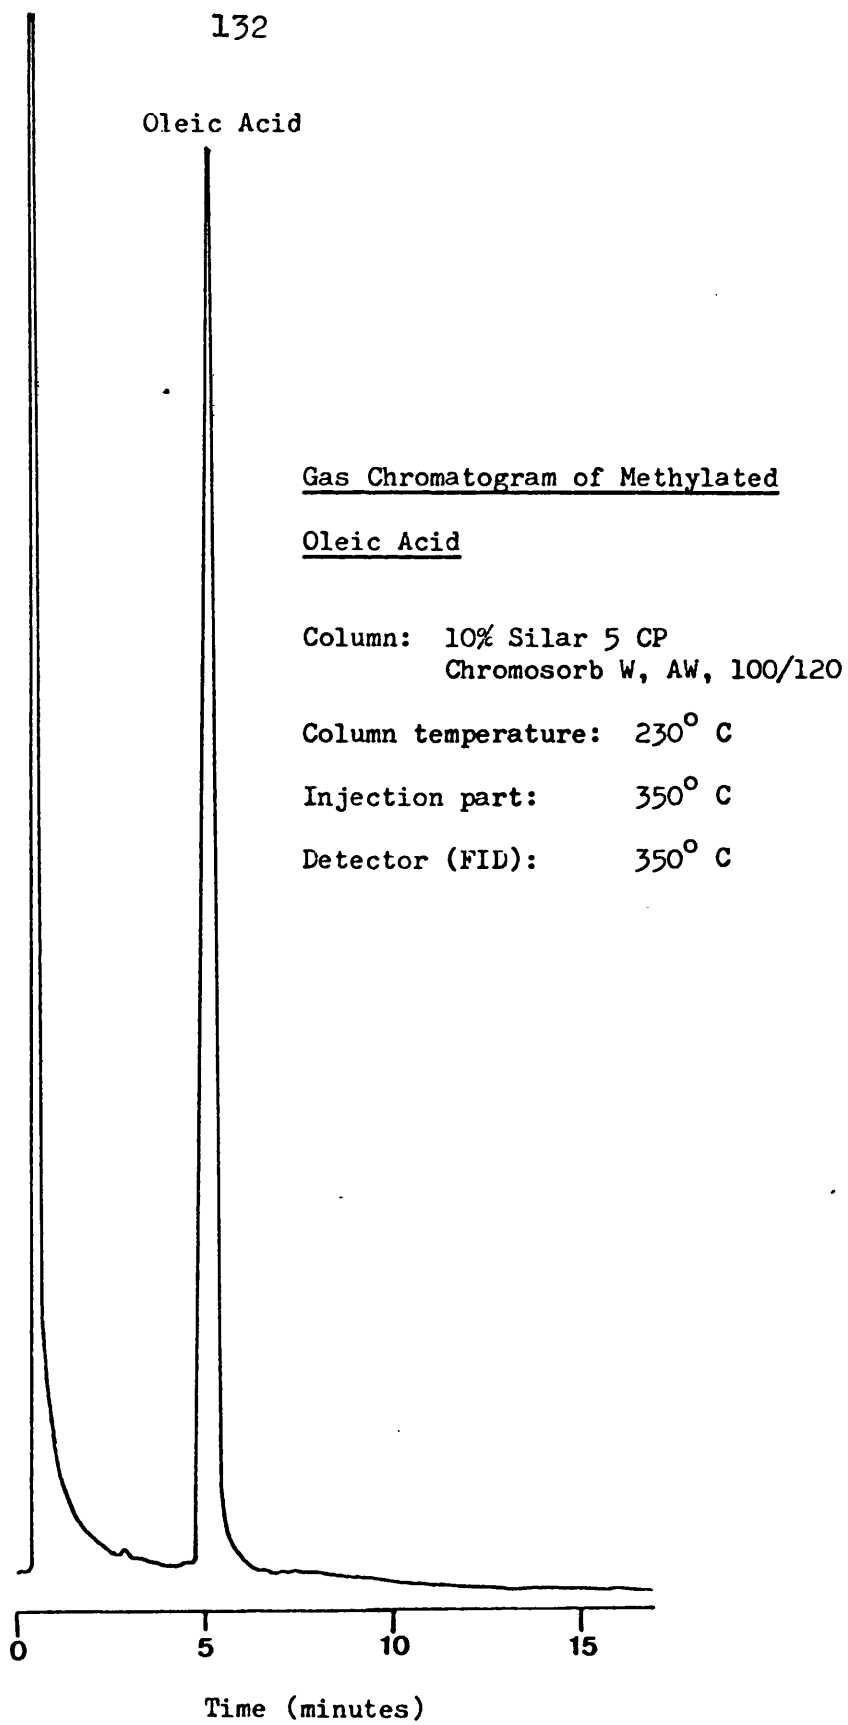 132
Oleic Acid
Gas Chromatogram of Methylated
Oleic Acid
Column: 10% Silar 5 CP
Chromosorb W, AW, 100/120
Column temperature: 230° C
Injection part: 350° C
Detector (FID): 350° C
0 5 10 15
Time (minutes)